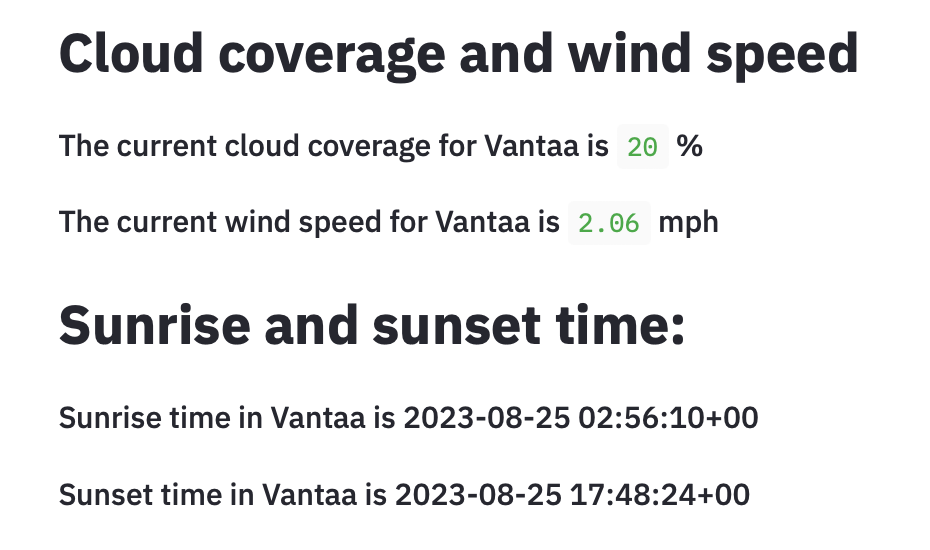 Cloud coverage and wind speed
The current cloud coverage for Vantaa is 20 %
The current wind speed for Vantaa is 2.06 mph
Sunrise and sunset time:
Sunrise time in Vantaa is 2023-08-25 02:56:10+00
Sunset time in Vantaa is 2023-08-25 17:48:24+00